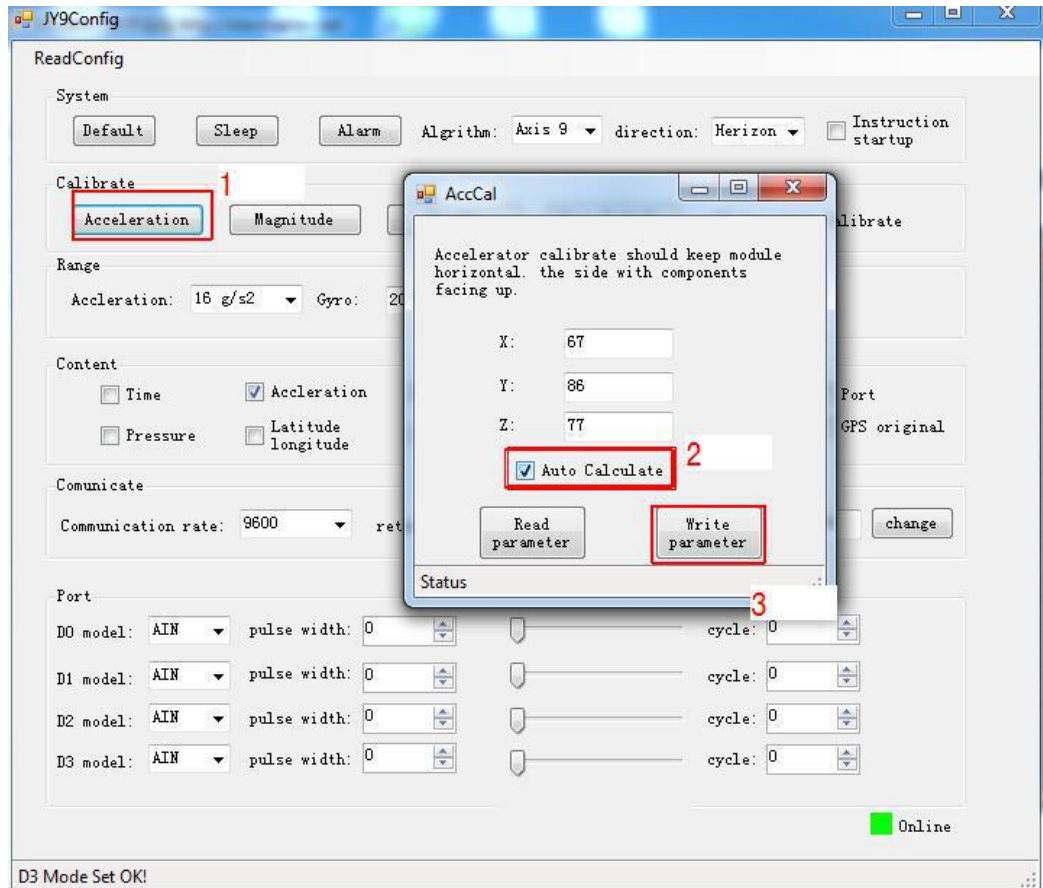 JY9Config
ReadConfig
System
Default Sleep Alarm Algrithm: Axis 9 direction: Herizon Instruction startup
Calibrate
1
Acceleration Magnitude alibrate
Range
Accleration: 16 g/s2 Gyro: 20
Content
Time Accleration Port
Pressure Latitude longitude GPS original
Comunicate
Communication rate: 9600 ret change
AccCal
Accelerator calibrate should keep module
horizontal. the side with components
facing up.
X: 67
Y: 86
Z: 77
2
Auto Calculate
Read parameter
Write parameter
Status
3
Port
D0 model: AIN pulse width: 0 cycle: 0
D1 model: AIN pulse width: 0 cycle: 0
D2 model: AIN pulse width: 0 cycle: 0
D3 model: AIN pulse width: 0 cycle: 0
Online
D3 Mode Set OK!